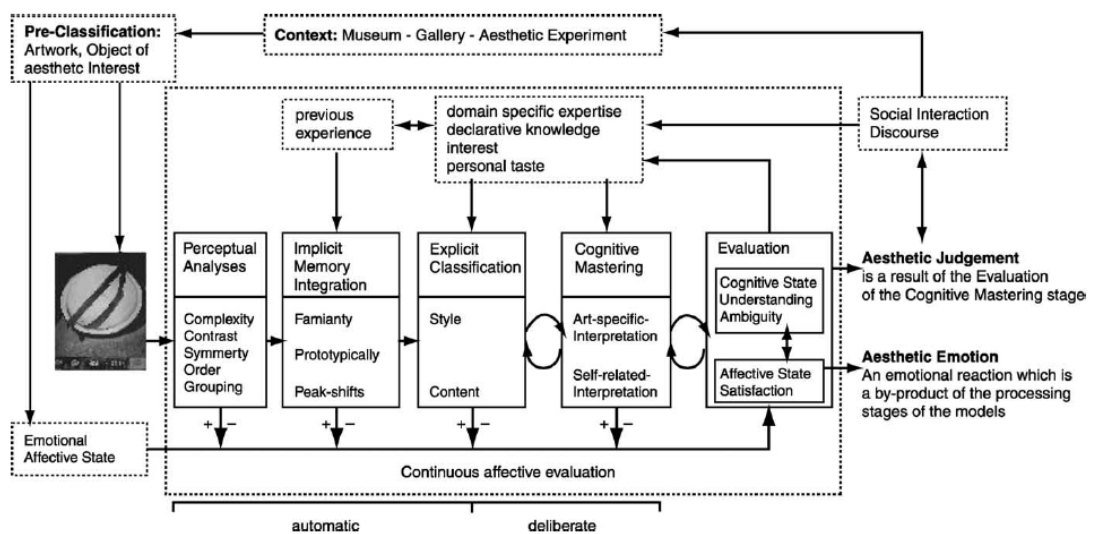 Pre-Classification:
Artwork, Object of
aesthetc Interest
Context: Museum - Gallery - Aesthetic Experiment
previous
experience
domain specific expertise
declarative knowledge
interest
personal taste
Social Interaction
Discourse
Perceptual
Analyses
Complexity
Contrast
Symmerty
Order
Grouping
Implicit
Memory
Integration
Famianty
Prototypically
Peak-shifts
Explicit
Classification
Style
Content
Cognitive
Mastering
Art-specific-
Interpretation
Self-related-
Interpretation
Evaluation
Cognitive State
Understanding
Ambiguity
Affective State
Satisfaction
Aesthetic Judgement
is a result of the Evaluation
of the Cognitive Mastering stage
Aesthetic Emotion
An emotional reaction which is
a by-product of the processing
stages of the models
+ −
+ −
+ −
+ −
Emotional
Affective State
Continuous affective evaluation
automatic
deliberate